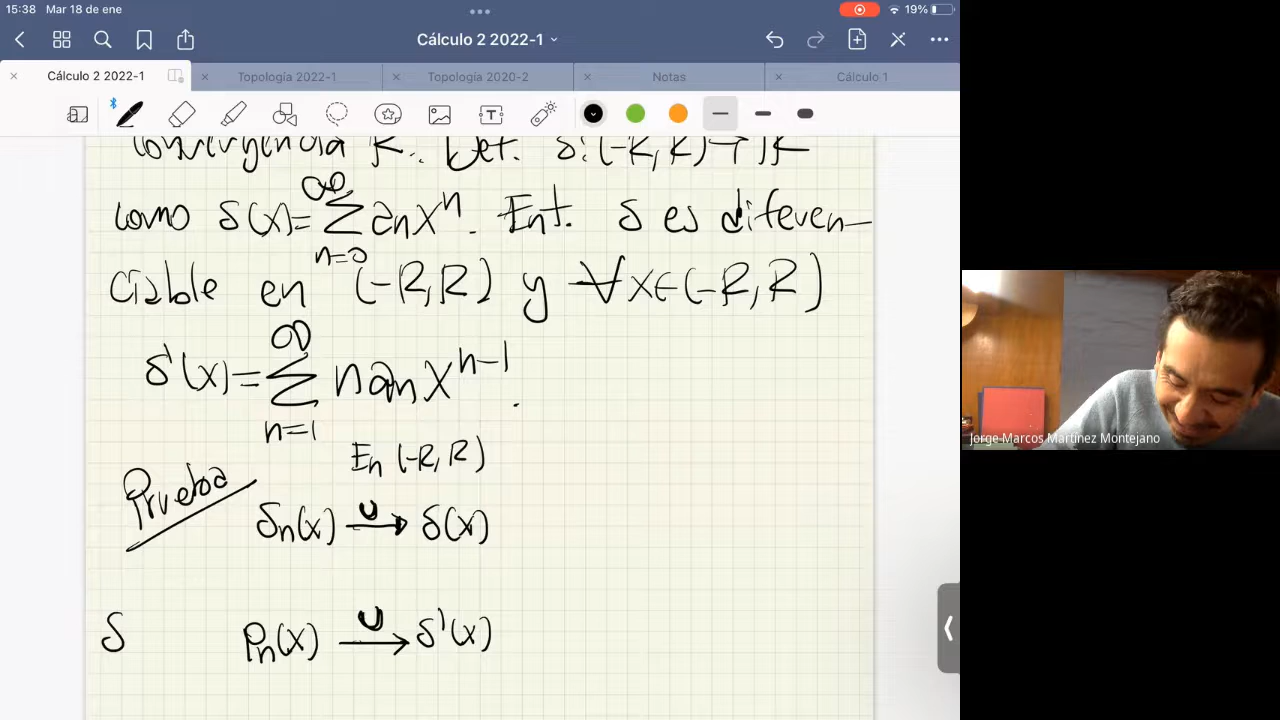 15:38 Mar 18 de ene
19%
Cálculo 2 2022-1
Cálculo 2 2022-1
Topología 2022-1
Topología 2020-2
Notas
Cálculo 1
convergencia R. Def. s:(-R,R)→ℝ
como s(x)=∑_{n=0}^{∞} a_n x^n. Ent. s es diferen-
ciable en (-R,R) y ∀x∈(-R,R)
s'(x)=∑_{n=1}^{∞} n a_n x^{n-1}.
En (-R,R)
Prueba
s_n(x) →^u s(x)
s P_n(x) →^u s'(x)
Jorge-Marcos Martínez Montejano